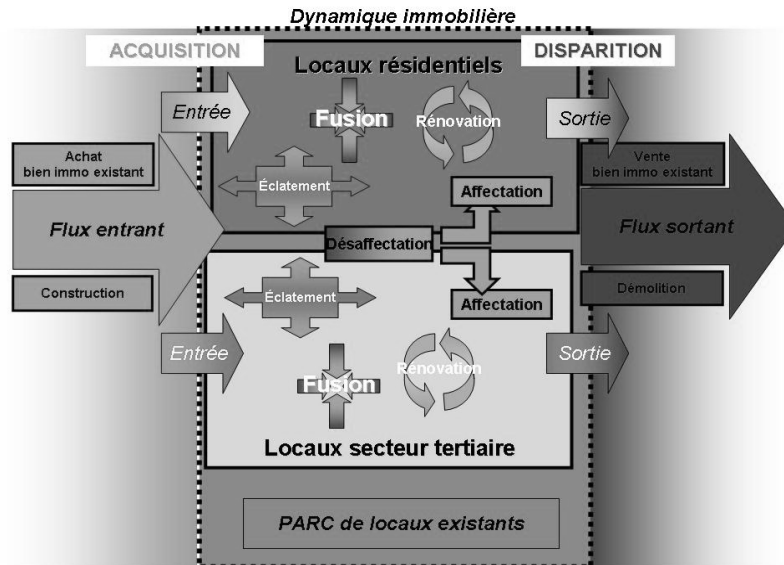 Dynamique immobilière
ACQUISITION
DISPARITION
Locaux résidentiels
Entrée
Fusion
Rénovation
Sortie
Achat
bien immo existant
Vente
bien immo existant
Éclatement
Affectation
Flux entrant
Désaffectation
Flux sortant
Construction
Éclatement
Affectation
Démolition
Entrée
Fusion
Rénovation
Sortie
Locaux secteur tertiaire
PARC de locaux existants